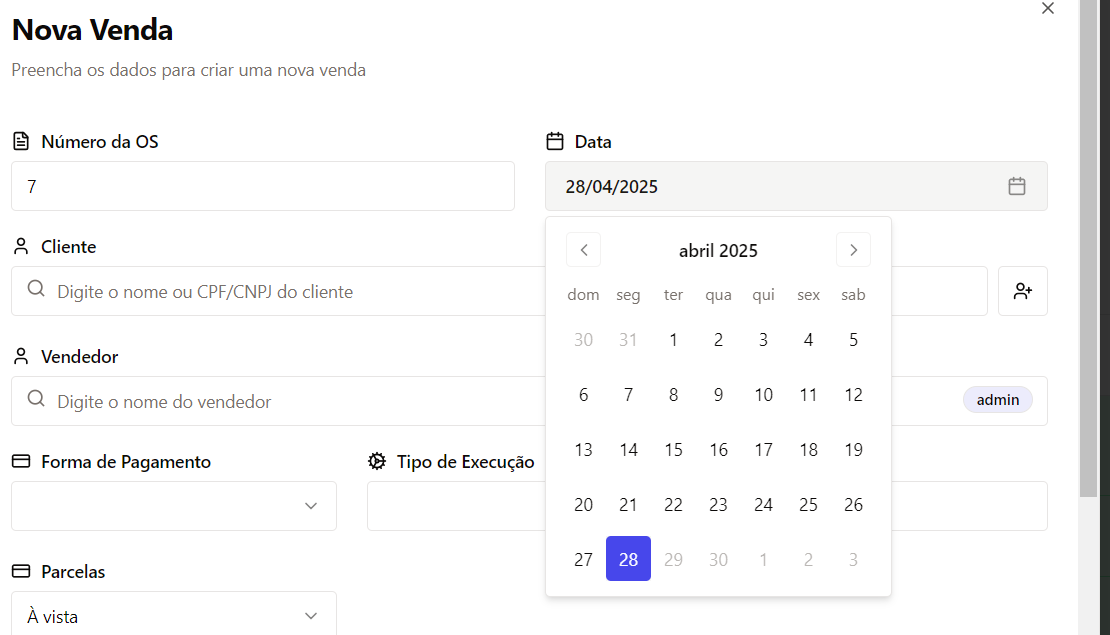 Nova Venda
Preencha os dados para criar uma nova venda
Número da OS
7
Data
28/04/2025
abril 2025
dom seg ter qua qui sex sab
30 31 1 2 3 4 5
6 7 8 9 10 11 12
13 14 15 16 17 18 19
20 21 22 23 24 25 26
27 28 29 30 1 2 3
Cliente
Digite o nome ou CPF/CNPJ do cliente
Vendedor
Digite o nome do vendedor
admin
Forma de Pagamento
Tipo de Execução
Parcelas
À vista